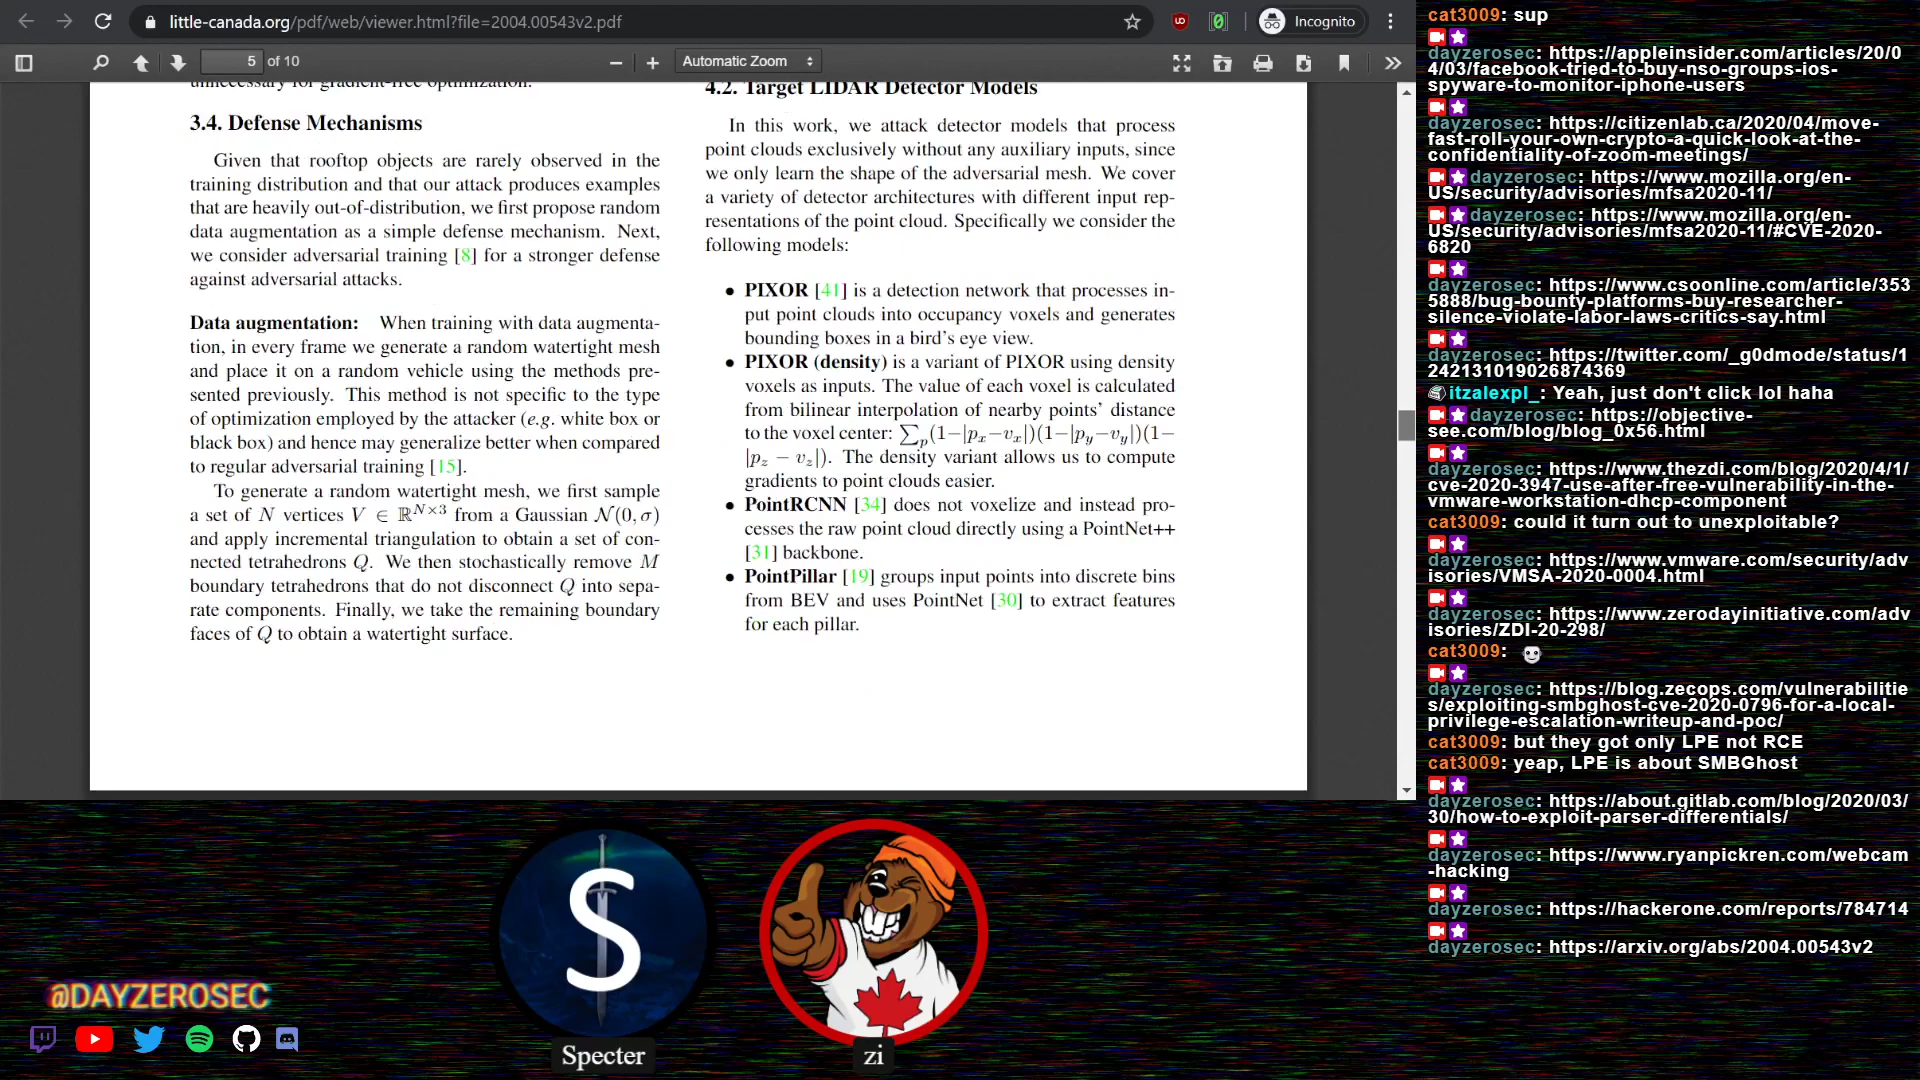 little-canada.org/pdf/web/viewer.html?file=2004.00543v2.pdf
Incognito
5 of 10
Automatic Zoom
unnecessary for gradient-free optimization.
3.4. Defense Mechanisms
Given that rooftop objects are rarely observed in the
training distribution and that our attack produces examples
that are heavily out-of-distribution, we first propose random
data augmentation as a simple defense mechanism. Next,
we consider adversarial training [8] for a stronger defense
against adversarial attacks.
Data augmentation: When training with data augmenta-
tion, in every frame we generate a random watertight mesh
and place it on a random vehicle using the methods pre-
sented previously. This method is not specific to the type
of optimization employed by the attacker (e.g. white box or
black box) and hence may generalize better when compared
to regular adversarial training [15].
To generate a random watertight mesh, we first sample
a set of N vertices V ∈ ℝ^{N×3} from a Gaussian 𝒩(0, σ)
and apply incremental triangulation to obtain a set of con-
nected tetrahedrons Q. We then stochastically remove M
boundary tetrahedrons that do not disconnect Q into sepa-
rate components. Finally, we take the remaining boundary
faces of Q to obtain a watertight surface.
4.2. Target LIDAR Detector Models
In this work, we attack detector models that process
point clouds exclusively without any auxiliary inputs, since
we only learn the shape of the adversarial mesh. We cover
a variety of detector architectures with different input rep-
resentations of the point cloud. Specifically we consider the
following models:
• PIXOR [41] is a detection network that processes in-
put point clouds into occupancy voxels and generates
bounding boxes in a bird's eye view.
• PIXOR (density) is a variant of PIXOR using density
voxels as inputs. The value of each voxel is calculated
from bilinear interpolation of nearby points' distance
to the voxel center: ∑_p(1−|p_x−v_x|)(1−|p_y−v_y|)(1−
|p_z − v_z|). The density variant allows us to compute
gradients to point clouds easier.
• PointRCNN [34] does not voxelize and instead pro-
cesses the raw point cloud directly using a PointNet++
[31] backbone.
• PointPillar [19] groups input points into discrete bins
from BEV and uses PointNet [30] to extract features
for each pillar.
cat3009: sup
dayzerosec: https://appleinsider.com/articles/20/0
4/03/facebook-tried-to-buy-nso-groups-ios-
spyware-to-monitor-iphone-users
dayzerosec: https://citizenlab.ca/2020/04/move-
fast-roll-your-own-crypto-a-quick-look-at-the-
confidentiality-of-zoom-meetings/
dayzerosec: https://www.mozilla.org/en-
US/security/advisories/mfsa2020-11/
dayzerosec: https://www.mozilla.org/en-
US/security/advisories/mfsa2020-11/#CVE-2020-
6820
dayzerosec: https://www.csoonline.com/article/353
5888/bug-bounty-platforms-buy-researcher-
silence-violate-labor-laws-critics-say.html
dayzerosec: https://twitter.com/_g0dmode/status/1
242131019026874369
itzalexpl_: Yeah, just don't click lol haha
dayzerosec: https://objective-
see.com/blog/blog_0x56.html
dayzerosec: https://www.thezdi.com/blog/2020/4/1/
cve-2020-3947-use-after-free-vulnerability-in-the-
vmware-workstation-dhcp-component
cat3009: could it turn out to unexploitable?
dayzerosec: https://www.vmware.com/security/adv
isories/VMSA-2020-0004.html
dayzerosec: https://www.zerodayinitiative.com/adv
isories/ZDI-20-298/
cat3009:
dayzerosec: https://blog.zecops.com/vulnerabilitie
s/exploiting-smbghost-cve-2020-0796-for-a-local-
privilege-escalation-writeup-and-poc/
cat3009: but they got only LPE not RCE
cat3009: yeap, LPE is about SMBGhost
dayzerosec: https://about.gitlab.com/blog/2020/03/
30/how-to-exploit-parser-differentials/
dayzerosec: https://www.ryanpickren.com/webcam
-hacking
dayzerosec: https://hackerone.com/reports/784714
dayzerosec: https://arxiv.org/abs/2004.00543v2
@DAYZEROSEC
S
Specter
zi